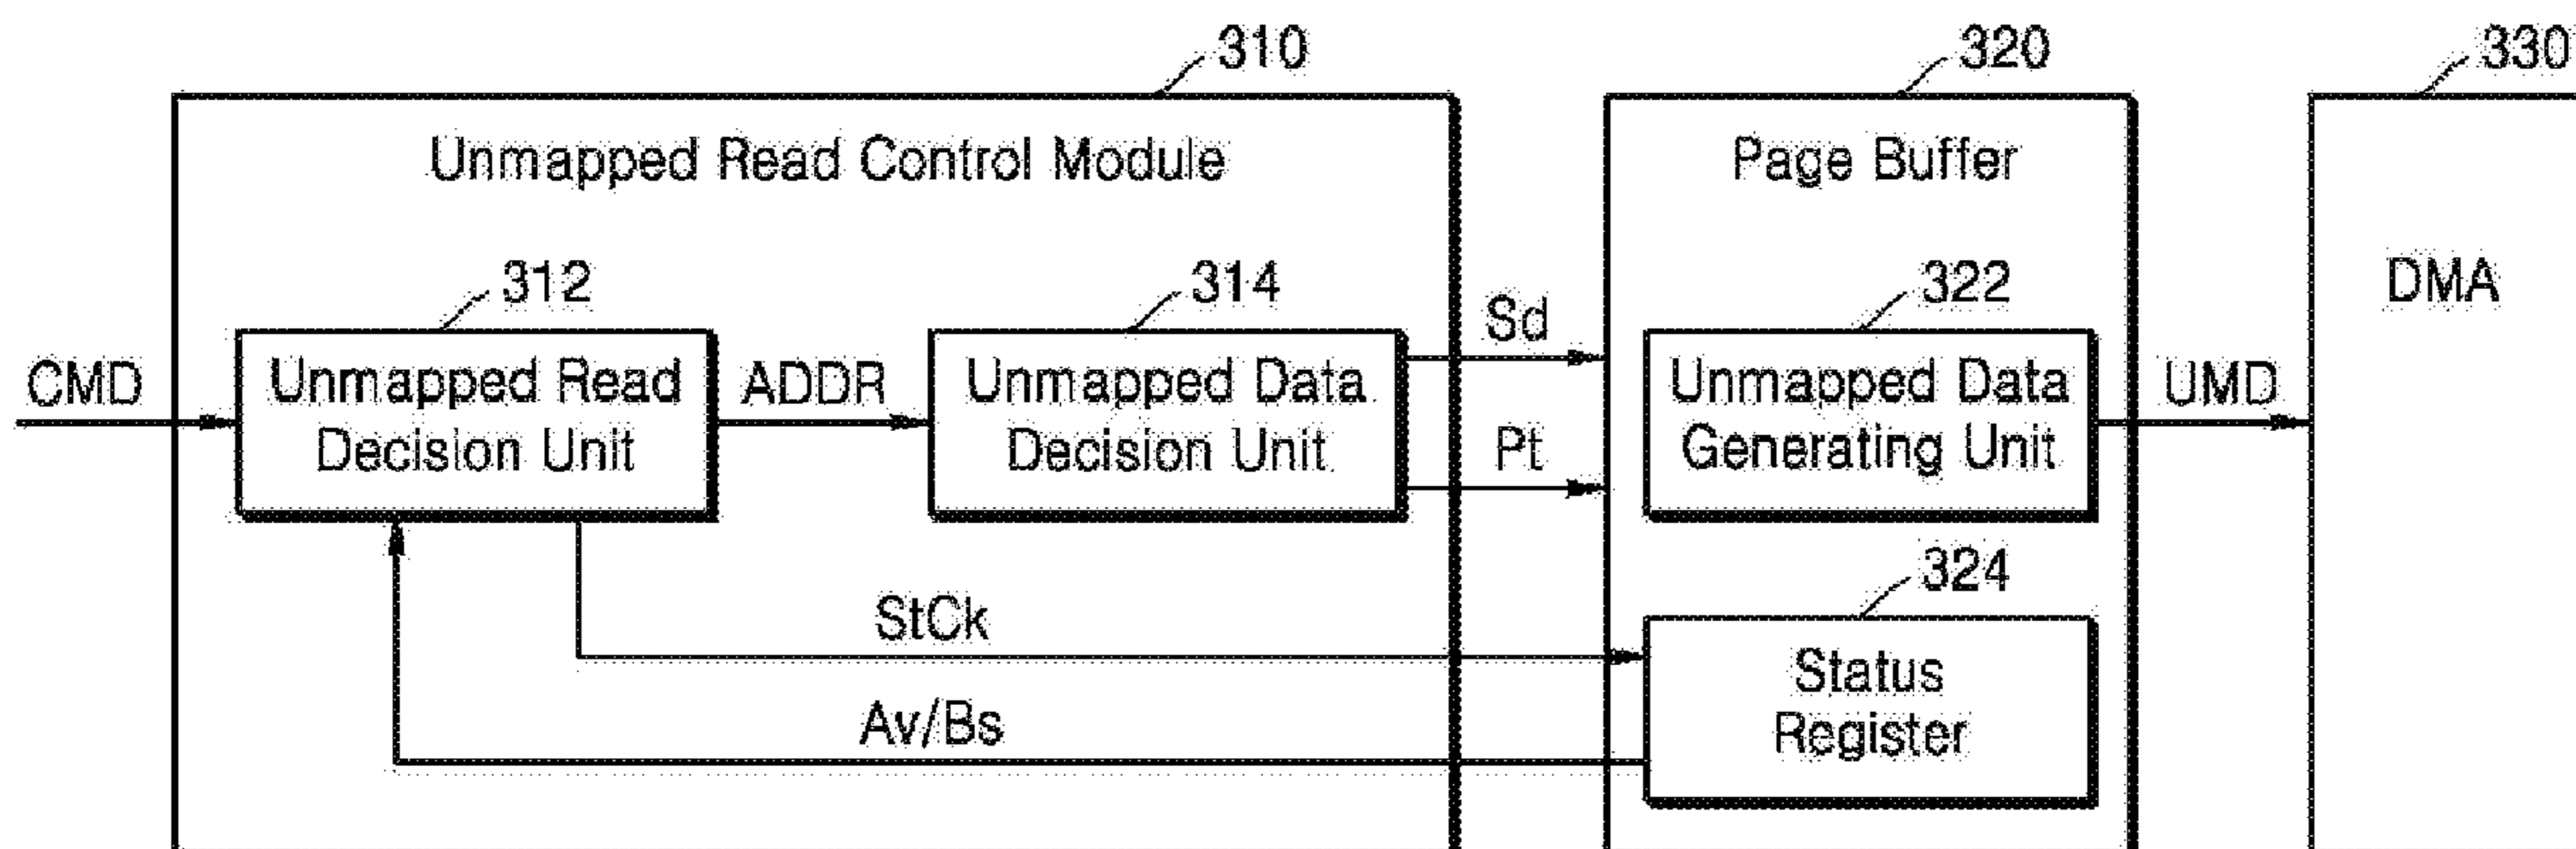 310
320
330
Unmapped Read Control Module
Page Buffer
DMA
312
314
322
CMD
Unmapped Read
Decision Unit
ADDR
Unmapped Data
Decision Unit
Sd
Pt
Unmapped Data
Generating Unit
UMD
324
StCk
Av/Bs
Status
Register